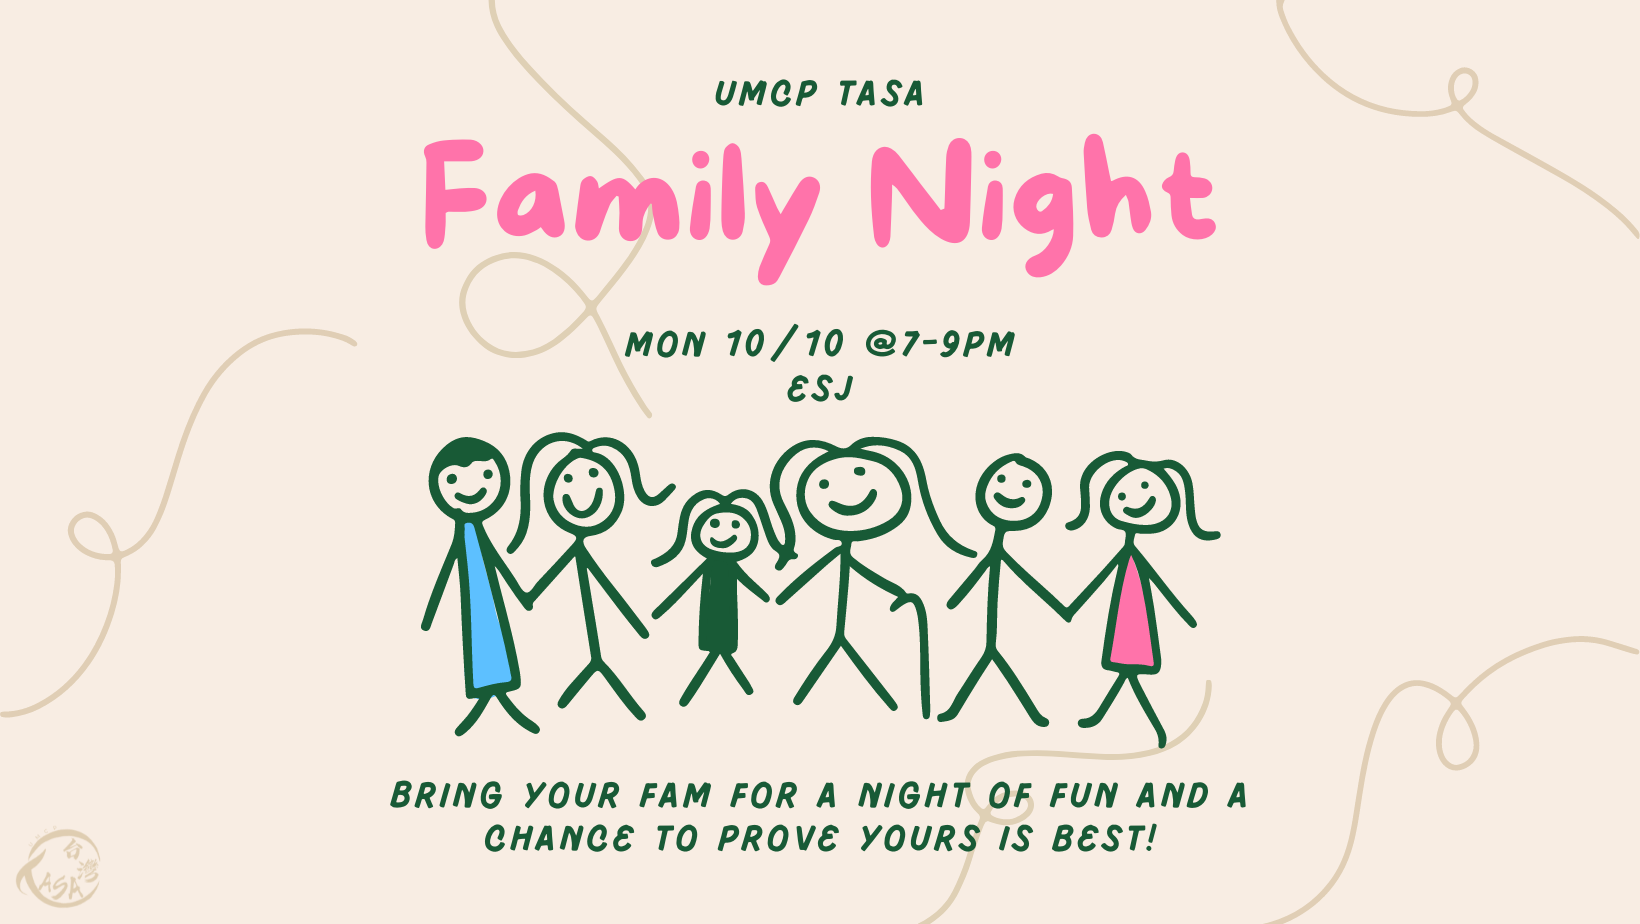 UMCP TASA
Family Night
MON 10/10 @7-9PM
ESJ
BRING YOUR FAM FOR A NIGHT OF FUN AND A
CHANCE TO PROVE YOURS IS BEST!
台灣
TASA